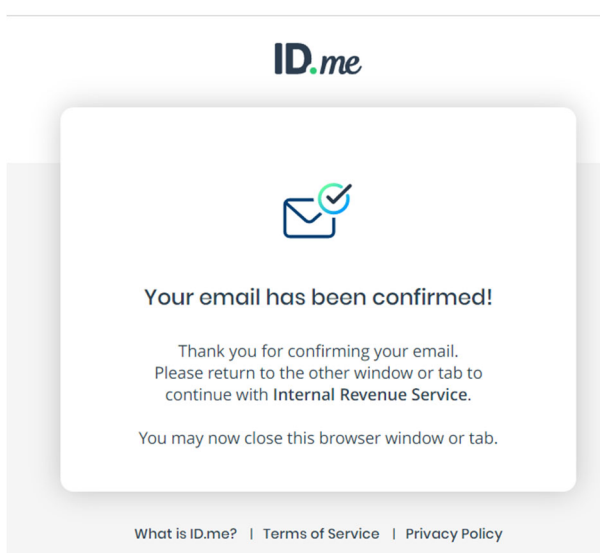 ID.me
Your email has been confirmed!
Thank you for confirming your email.
Please return to the other window or tab to
continue with Internal Revenue Service.
You may now close this browser window or tab.
What is ID.me? | Terms of Service | Privacy Policy